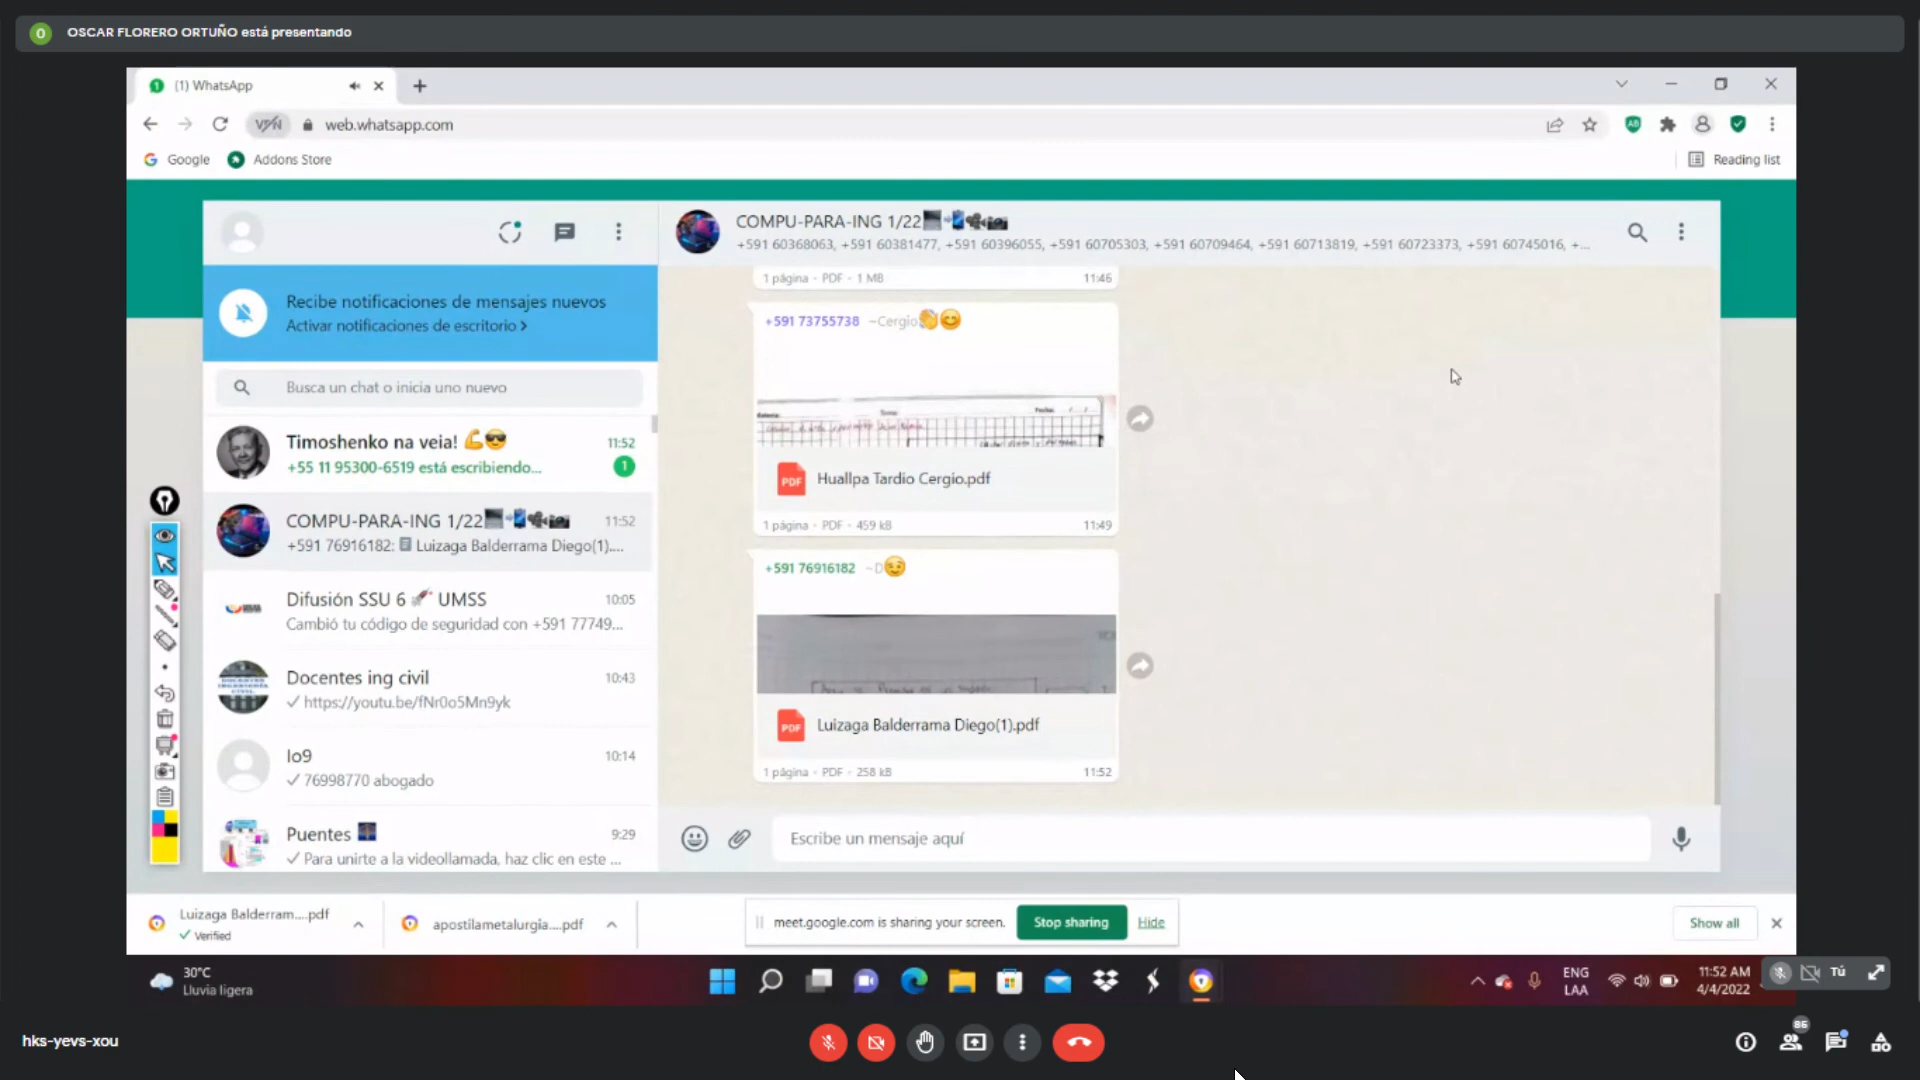 O OSCAR FLORERO ORTUÑO está presentando
(1) WhatsApp
VPN web.whatsapp.com
Google Addons Store
Reading list
COMPU-PARA-ING 1/22
+591 60368063, +591 60381477, +591 60396055, +591 60705303, +591 60709464, +591 60713819, +591 60723373, +591 60745016, +...
Recibe notificaciones de mensajes nuevos
Activar notificaciones de escritorio >
Busca un chat o inicia uno nuevo
Timoshenko na veia! 💪😎 11:52
+55 11 95300-6519 está escribiendo... 1
COMPU-PARA-ING 1/22 11:52
+591 76916182: Luizaga Balderrama Diego(1)....
Difusión SSU 6 UMSS 10:05
Cambió tu código de seguridad con +591 77749...
Docentes ing civil 10:43
https://youtu.be/fNr0o5Mn9yk
Io9 10:14
76998770 abogado
Puentes 9:29
Para unirte a la videollamada, haz clic en este ...
1 página • PDF • 1 MB 11:46
+591 73755738 ~Cergio👏😊
PDF Huallpa Tardio Cergio.pdf
1 página • PDF • 459 kB 11:49
+591 76916182 ~D😉
PDF Luizaga Balderrama Diego(1).pdf
1 página • PDF • 258 kB 11:52
Escribe un mensaje aquí
Luizaga Balderram....pdf
Verified
apostilametalurgia....pdf
meet.google.com is sharing your screen. Stop sharing Hide
Show all
30°C
Lluvia ligera
ENG
LAA
11:52 AM
4/4/2022
Tú
hks-yevs-xou
86